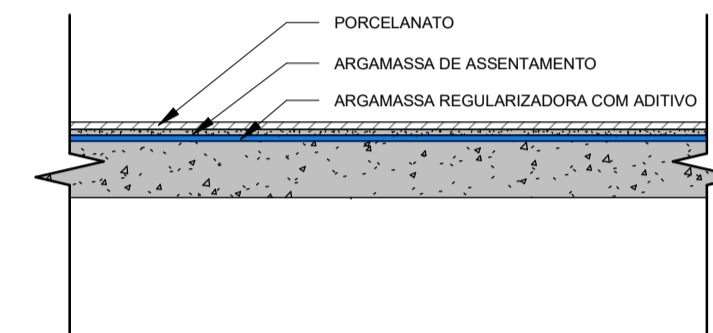 PORCELANATO
ARGAMASSA DE ASSENTAMENTO
ARGAMASSA REGULARIZADORA COM ADITIVO